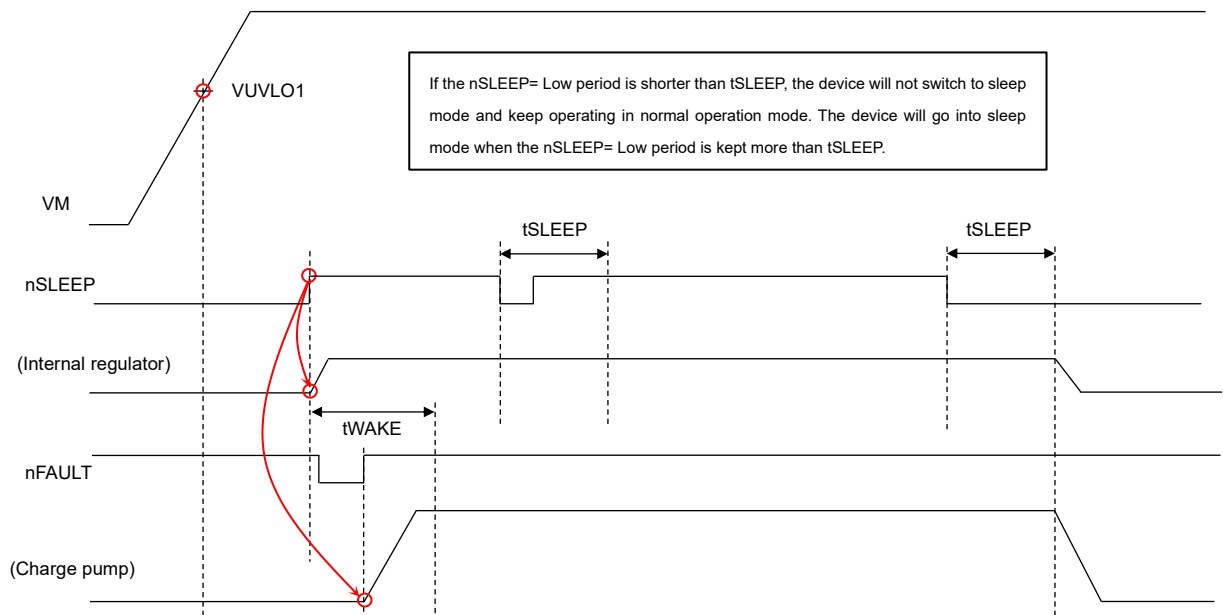 VUVLO1
If the nSLEEP= Low period is shorter than tSLEEP, the device will not switch to sleep
mode and keep operating in normal operation mode. The device will go into sleep
mode when the nSLEEP= Low period is kept more than tSLEEP.
VM
tSLEEP
tSLEEP
nSLEEP
(Internal regulator)
tWAKE
nFAULT
(Charge pump)